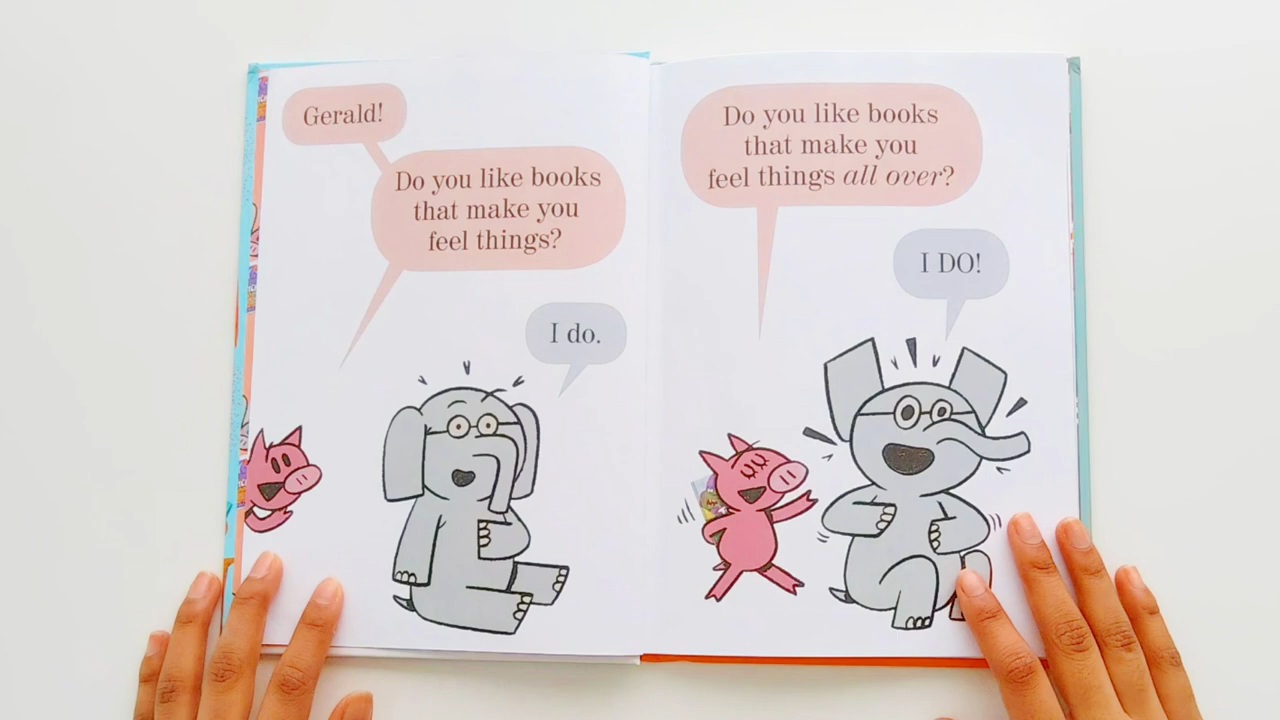 Gerald!
Do you like books
that make you
feel things?
I do.
Do you like books
that make you
feel things all over?
I DO!